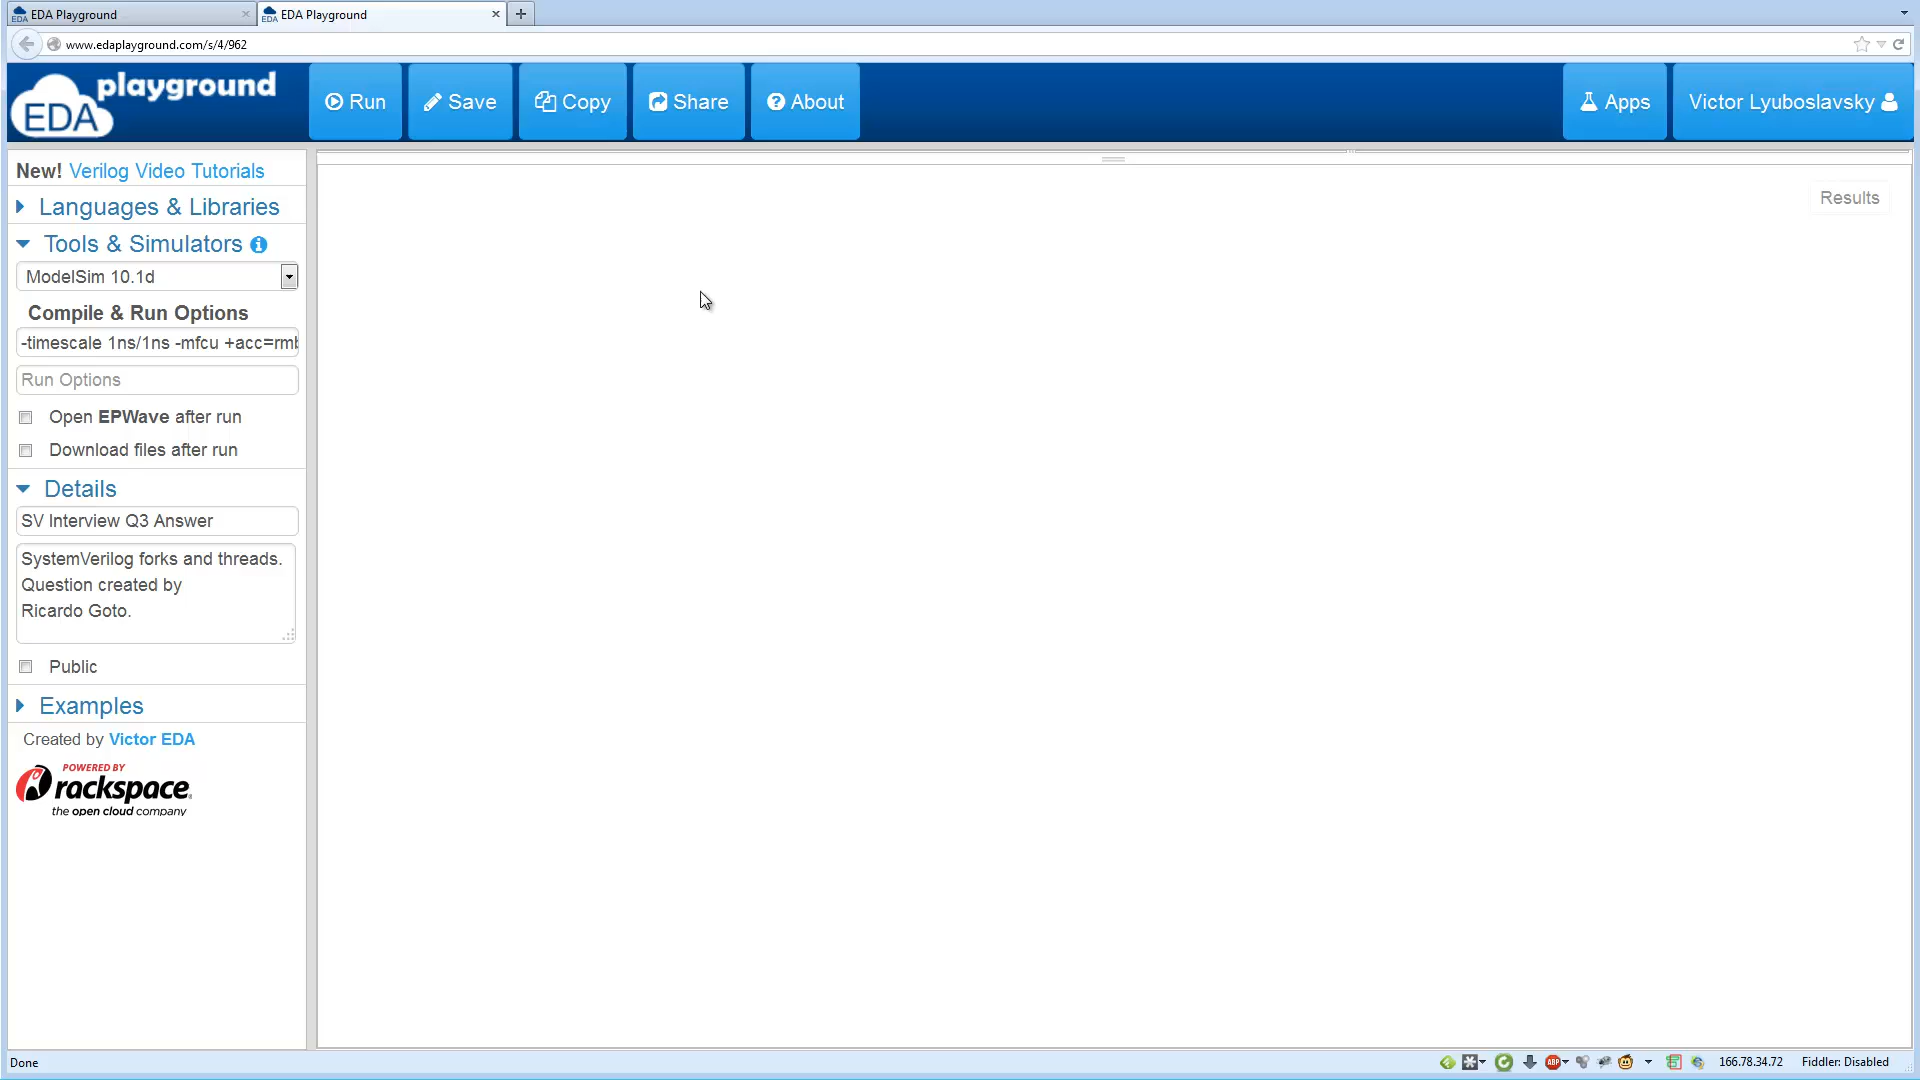 EDA Playground
EDA Playground
www.edaplayground.com/s/4/962
EDA playground
Run
Save
Copy
Share
About
Apps
Victor Lyuboslavsky
New! Verilog Video Tutorials
Languages & Libraries
Tools & Simulators
ModelSim 10.1d
Compile & Run Options
-timescale 1ns/1ns -mfcu +acc=rmb
Run Options
Open EPWave after run
Download files after run
Details
SV Interview Q3 Answer
SystemVerilog forks and threads.
Question created by
Ricardo Goto.
Public
Examples
Created by Victor EDA
POWERED BY
rackspace
the open cloud company
Results
Done
ABP
166.78.34.72
Fiddler: Disabled